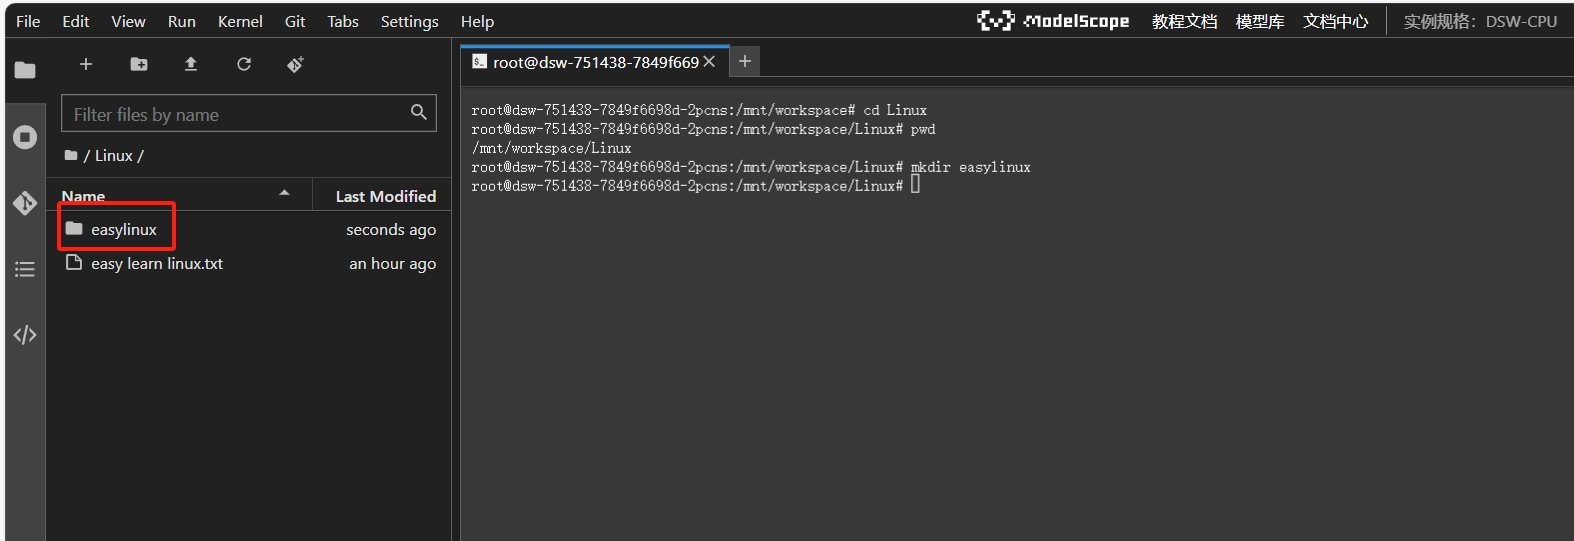 File Edit View Run Kernel Git Tabs Settings Help ModelScope 教程文档 模型库 文档中心 实例规格: DSW-CPU
root@dsw-751438-7849f669
Filter files by name
/ Linux /
Name Last Modified
easylinux seconds ago
easy learn linux.txt an hour ago
root@dsw-751438-7849f6698d-2pcns:/mnt/workspace# cd Linux
root@dsw-751438-7849f6698d-2pcns:/mnt/workspace/Linux# pwd
/mnt/workspace/Linux
root@dsw-751438-7849f6698d-2pcns:/mnt/workspace/Linux# mkdir easylinux
root@dsw-751438-7849f6698d-2pcns:/mnt/workspace/Linux#